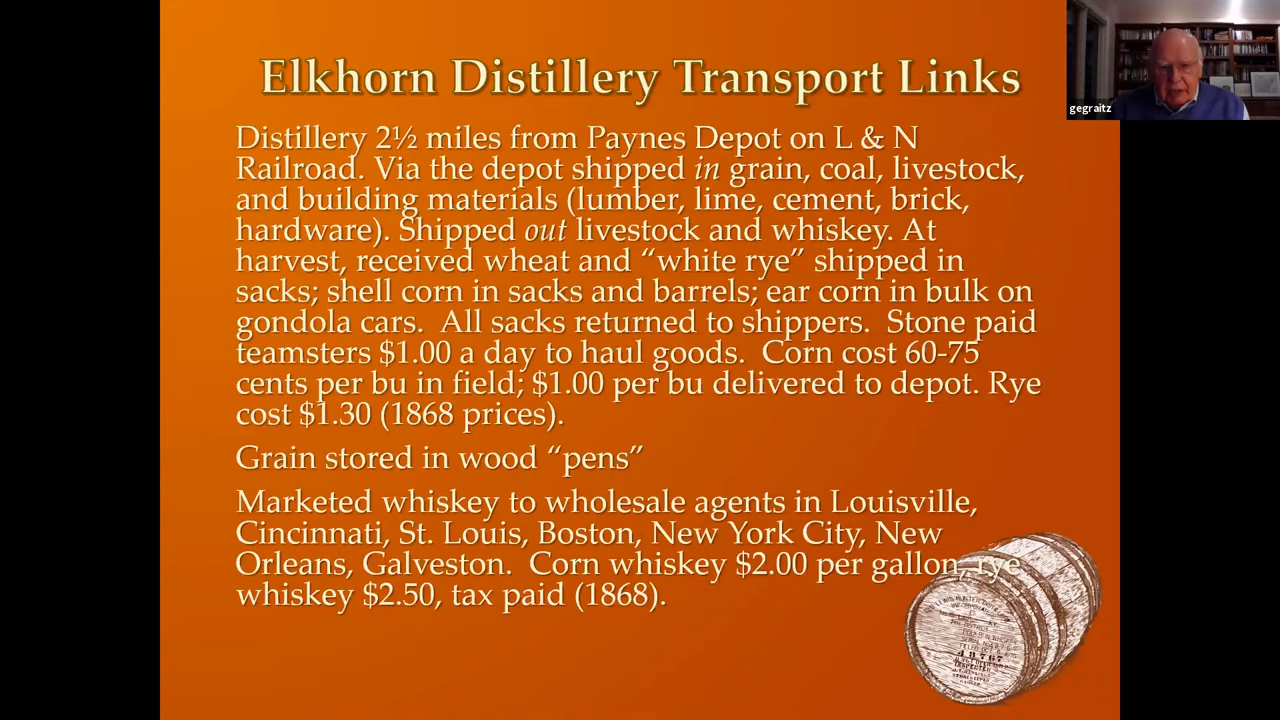 Elkhorn Distillery Transport Links
gegraitz
Distillery 2½ miles from Paynes Depot on L & N
Railroad. Via the depot shipped in grain, coal, livestock,
and building materials (lumber, lime, cement, brick,
hardware). Shipped out livestock and whiskey. At
harvest, received wheat and “white rye” shipped in
sacks; shell corn in sacks and barrels; ear corn in bulk on
gondola cars.  All sacks returned to shippers.  Stone paid
teamsters $1.00 a day to haul goods.  Corn cost 60-75
cents per bu in field; $1.00 per bu delivered to depot. Rye
cost $1.30 (1868 prices).
Grain stored in wood “pens”
Marketed whiskey to wholesale agents in Louisville,
Cincinnati, St. Louis, Boston, New York City, New
Orleans, Galveston.  Corn whiskey $2.00 per gallon, rye
whiskey $2.50, tax paid (1868).
43767
INSPECTED